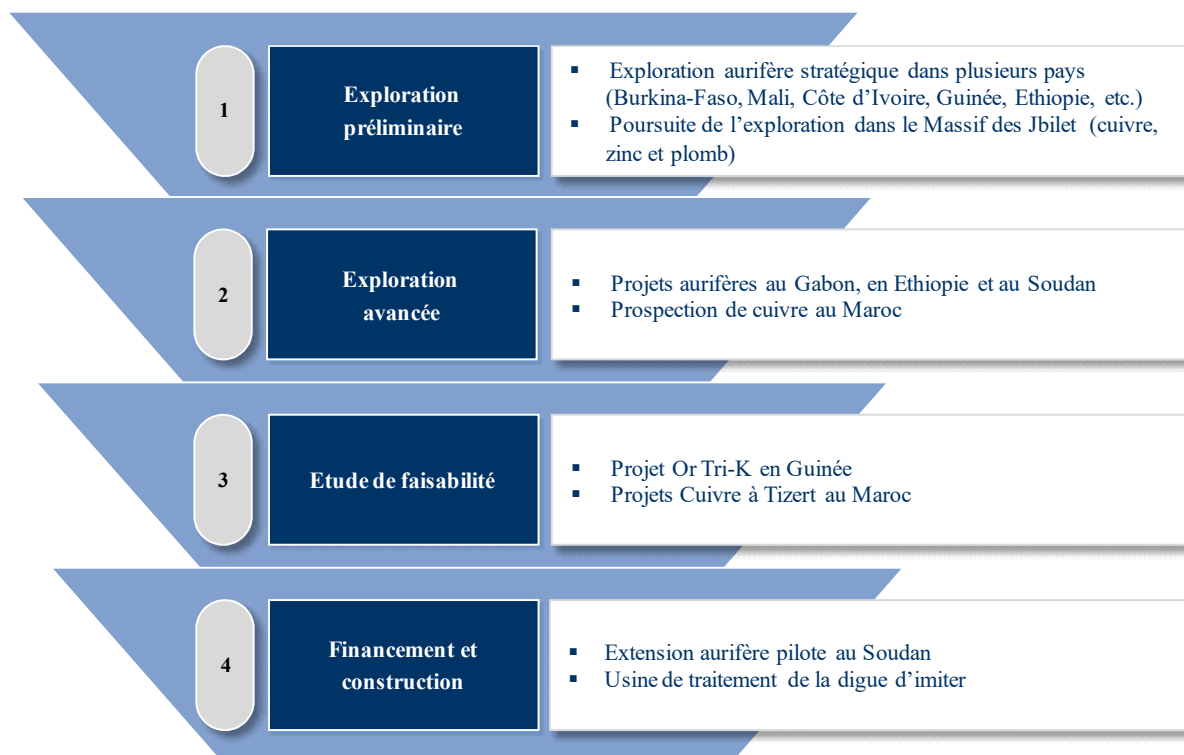 1
Exploration
préliminaire
▪ Exploration aurifère stratégique dans plusieurs pays
(Burkina-Faso, Mali, Côte d’Ivoire, Guinée, Ethiopie, etc.)
▪ Poursuite de l’exploration dans le Massif des Jbilet (cuivre,
zinc et plomb)
2
Exploration
avancée
▪ Projets aurifères au Gabon, en Ethiopie et au Soudan
▪ Prospection de cuivre au Maroc
3
Etude de faisabilité
▪ Projet Or Tri-K en Guinée
▪ Projets Cuivre à Tizert au Maroc
4
Financement et
construction
▪ Extension aurifère pilote au Soudan
▪ Usine de traitement de la digue d’imiter